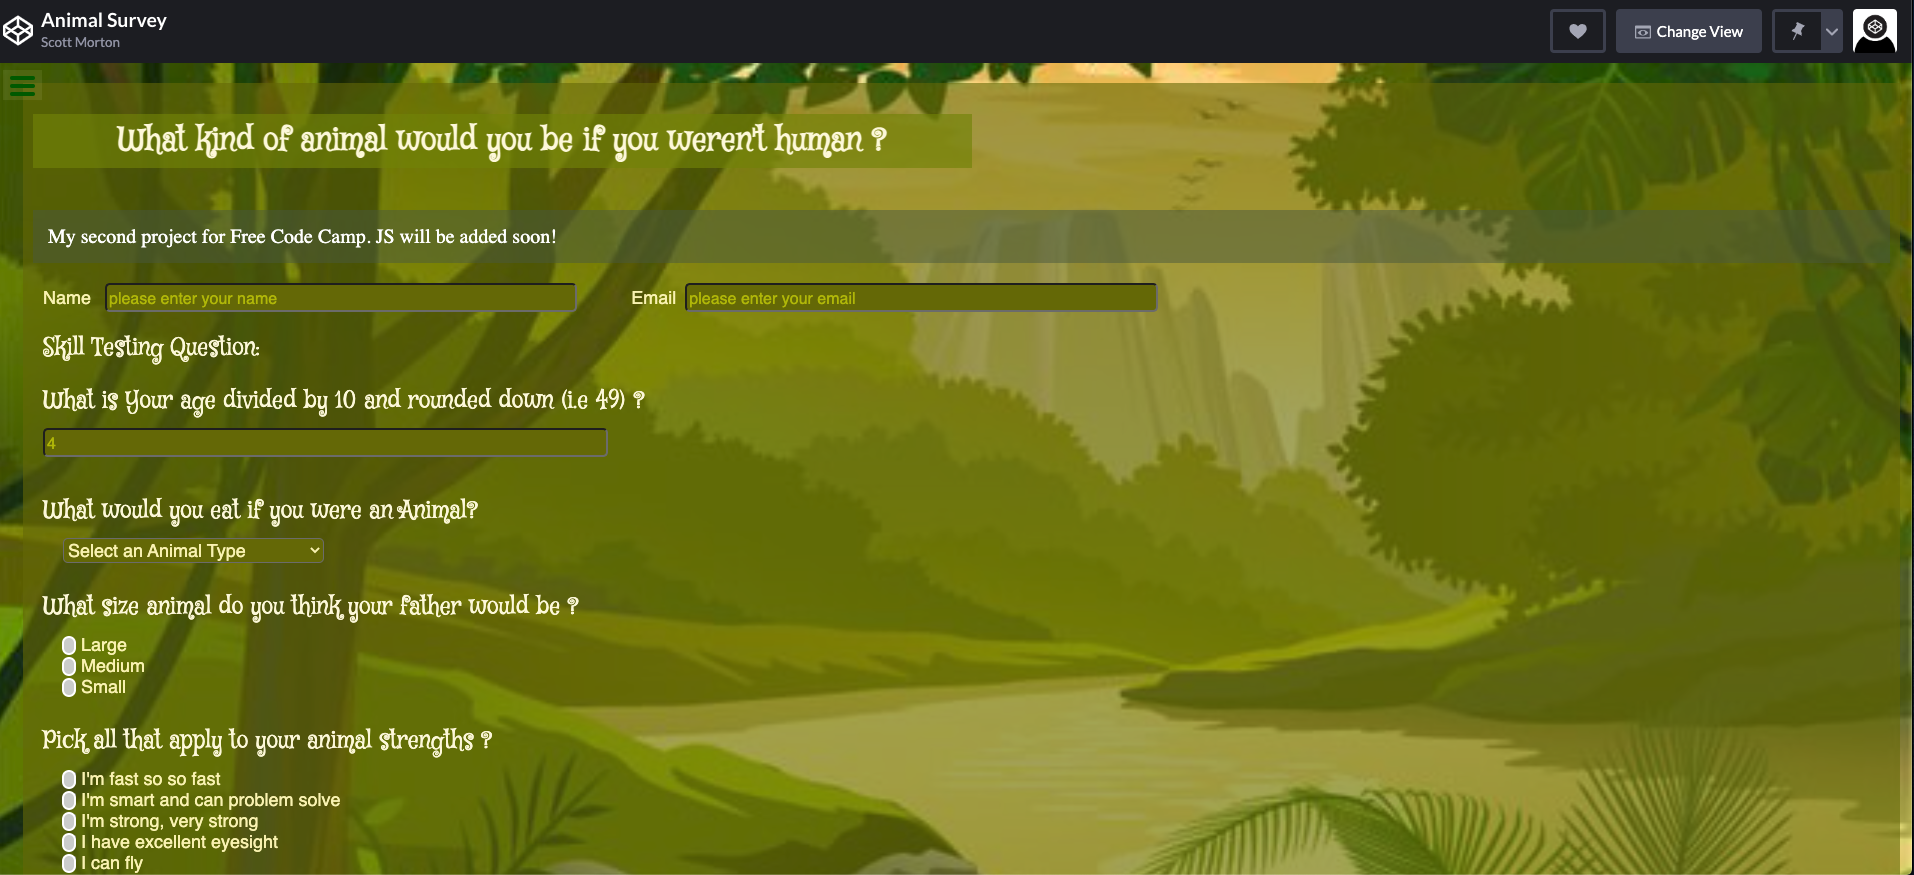 Animal Survey
Scott Morton
Change View
What kind of animal would you be if you weren't human ?
My second project for Free Code Camp. JS will be added soon!
Name please enter your name Email please enter your email
Skill Testing Question:
What is Your age divided by 10 and rounded down (i.e 49) ?
4
What would you eat if you were an Animal?
Select an Animal Type
What size animal do you think your father would be ?
Large
Medium
Small
Pick all that apply to your animal strengths ?
I'm fast so so fast
I'm smart and can problem solve
I'm strong, very strong
I have excellent eyesight
I can fly